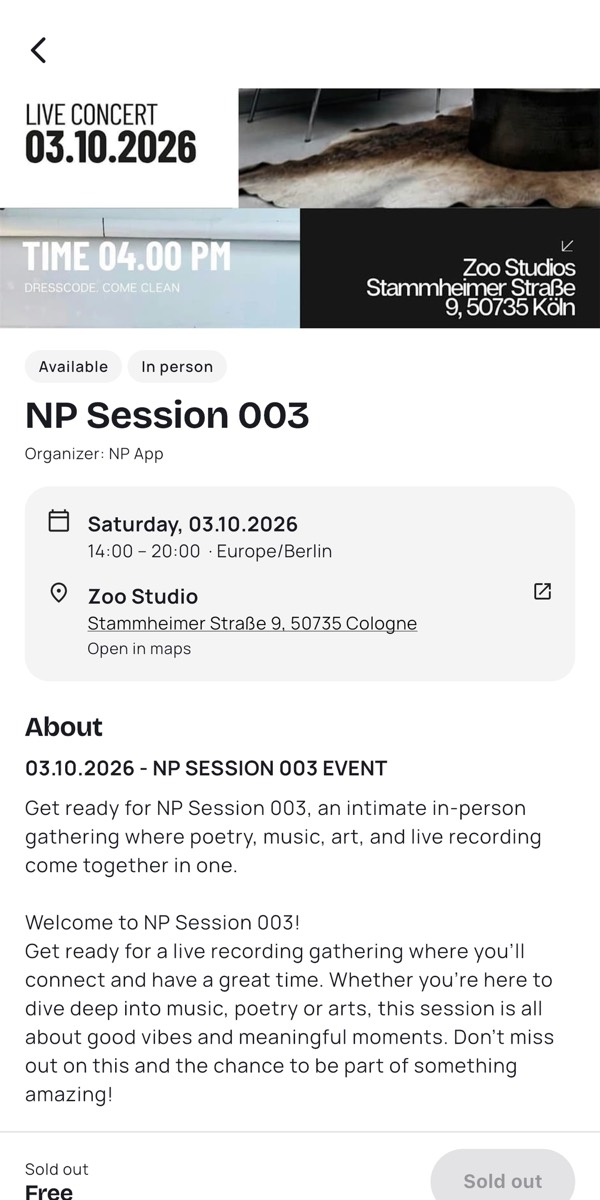 LIVE CONCERT
03.10.2026
TIME 04.00 PM
DRESSCODE. COME CLEAN
Zoo Studios
Stammheimer Straße
9, 50735 Köln
Available
In person
NP Session 003
Organizer: NP App
Saturday, 03.10.2026
14:00 – 20:00 · Europe/Berlin
Zoo Studio
Stammheimer Straße 9, 50735 Cologne
Open in maps
About
03.10.2026 - NP SESSION 003 EVENT
Get ready for NP Session 003, an intimate in-person
gathering where poetry, music, art, and live recording
come together in one.
Welcome to NP Session 003!
Get ready for a live recording gathering where you’ll
connect and have a great time. Whether you’re here to
dive deep into music, poetry or arts, this session is all
about good vibes and meaningful moments. Don’t miss
out on this and the chance to be part of something
amazing!
Sold out
Free
Sold out